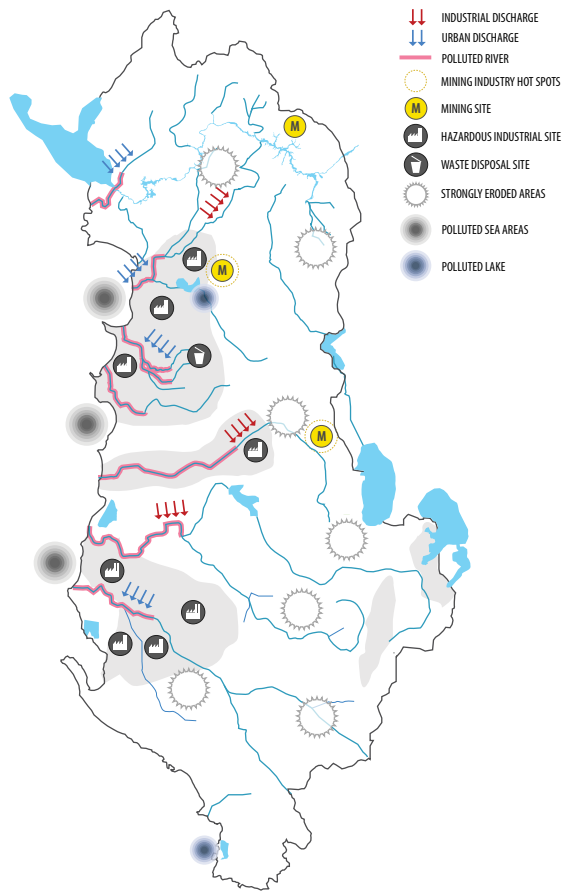 INDUSTRIAL DISCHARGE
URBAN DISCHARGE
POLLUTED RIVER
MINING INDUSTRY HOT SPOTS
M MINING SITE
HAZARDOUS INDUSTRIAL SITE
WASTE DISPOSAL SITE
STRONGLY ERODED AREAS
POLLUTED SEA AREAS
POLLUTED LAKE
M
M
M